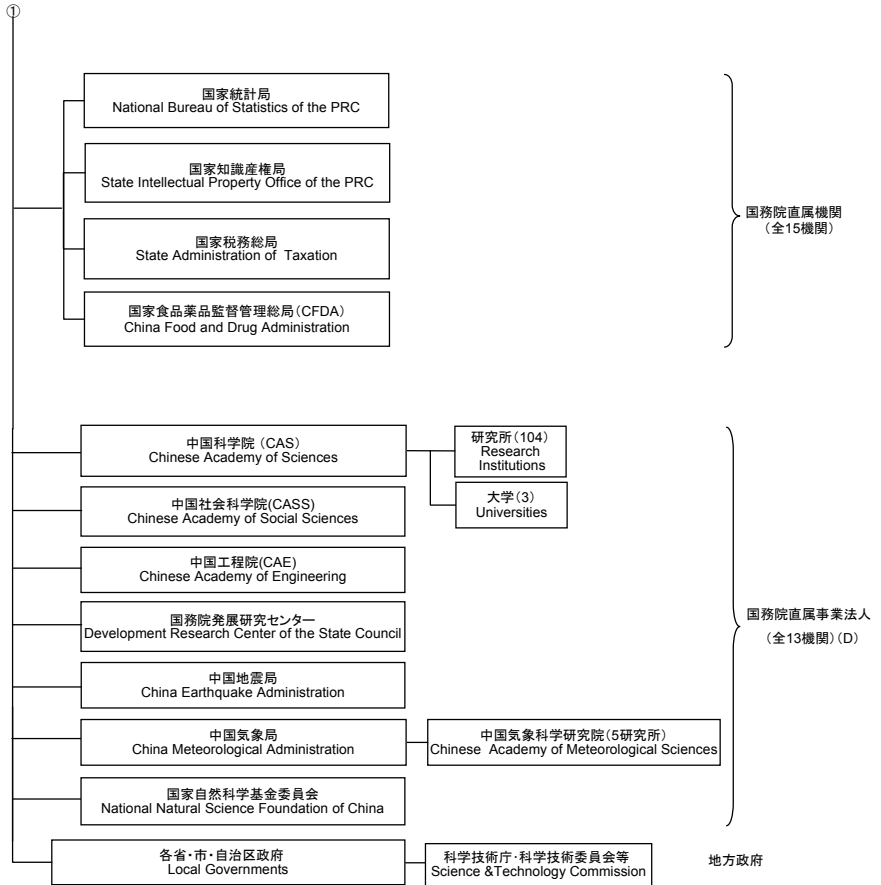 ①
国家統計局
National Bureau of Statistics of the PRC
国家知識産権局
State Intellectual Property Office of the PRC
国家税務総局
State Administration of Taxation
国家食品薬品監督管理総局(CFDA)
China Food and Drug Administration
国務院直属機関
(全15機関)
中国科学院 (CAS)
Chinese Academy of Sciences
研究所(104)
Research
Institutions
大学(3)
Universities
中国社会科学院(CASS)
Chinese Academy of Social Sciences
中国工程院(CAE)
Chinese Academy of Engineering
国務院発展研究センター
Development Research Center of the State Council
中国地震局
China Earthquake Administration
中国気象局
China Meteorological Administration
中国気象科学研究院(5研究所)
Chinese Academy of Meteorological Sciences
国家自然科学基金委員会
National Natural Science Foundation of China
国務院直属事業法人
(全13機関)(D)
各省・市・自治区政府
Local Governments
科学技術庁・科学技術委員会等
Science &Technology Commission
地方政府